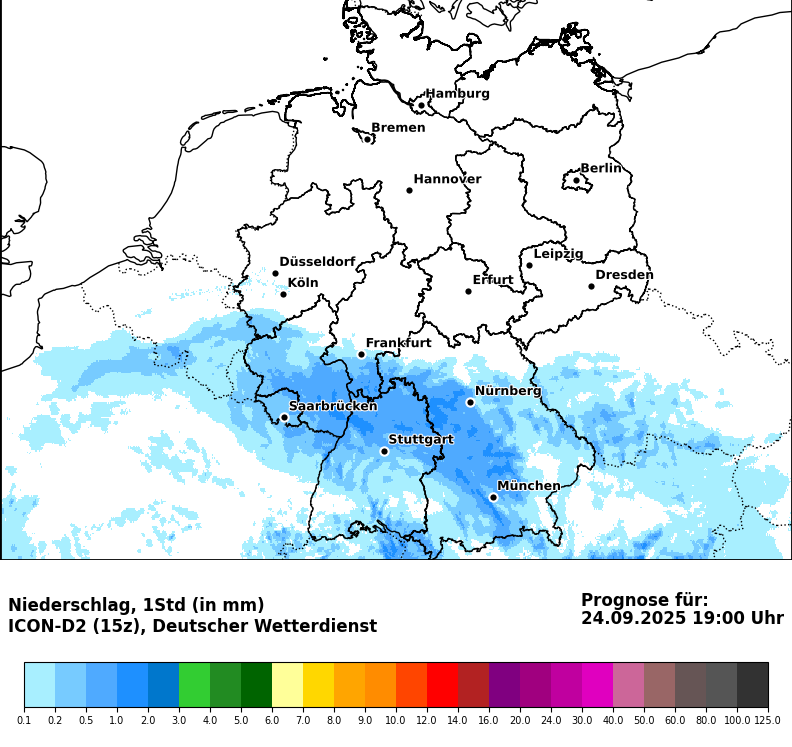 Hamburg
Bremen
Berlin
Hannover
Düsseldorf
Leipzig
Köln
Erfurt
Dresden
Frankfurt
Nürnberg
Saarbrücken
Stuttgart
München
Niederschlag, 1Std (in mm)
ICON-D2 (15z), Deutscher Wetterdienst
Prognose für:
24.09.2025 19:00 Uhr
0.1 0.2 0.5 1.0 2.0 3.0 4.0 5.0 6.0 7.0 8.0 9.0 10.0 12.0 14.0 16.0 20.0 24.0 30.0 40.0 50.0 60.0 80.0 100.0 125.0